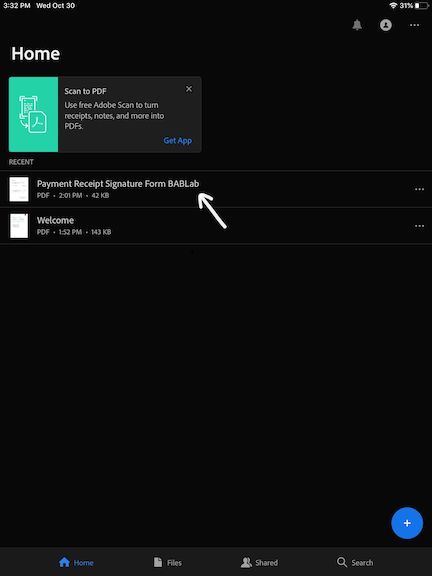 3:32 PM Wed Oct 30 31%
Home
Scan to PDF
Use free Adobe Scan to turn
receipts, notes, and more into
PDFs.
Get App
RECENT
Payment Receipt Signature Form BABLab
PDF • 2:01 PM • 42 KB
Welcome
PDF • 1:52 PM • 143 KB
Home Files Shared Search